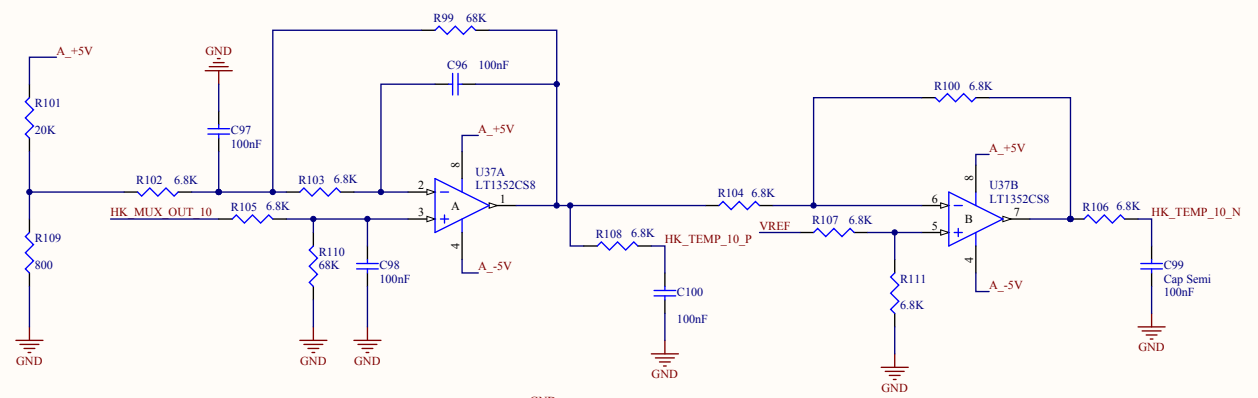 R99 68K
A_+5V
GND
C96 100nF
R100 6.8K
R101
20K
C97
100nF
A_+5V
8
A_+5V
8
R102 6.8K
R103 6.8K
2
U37A
LT1352CS8
A
1
R104 6.8K
6
U37B
LT1352CS8
B
7
HK_MUX_OUT_10
R105 6.8K
3
VREF
R107 6.8K
5
R106 6.8K
HK_TEMP_10_N
R109
800
R110
68K
C98
100nF
4
A_-5V
R108 6.8K
HK_TEMP_10_P
C100
100nF
R111
6.8K
4
A_-5V
C99
Cap Semi
100nF
GND
GND
GND
GND
GND
GND